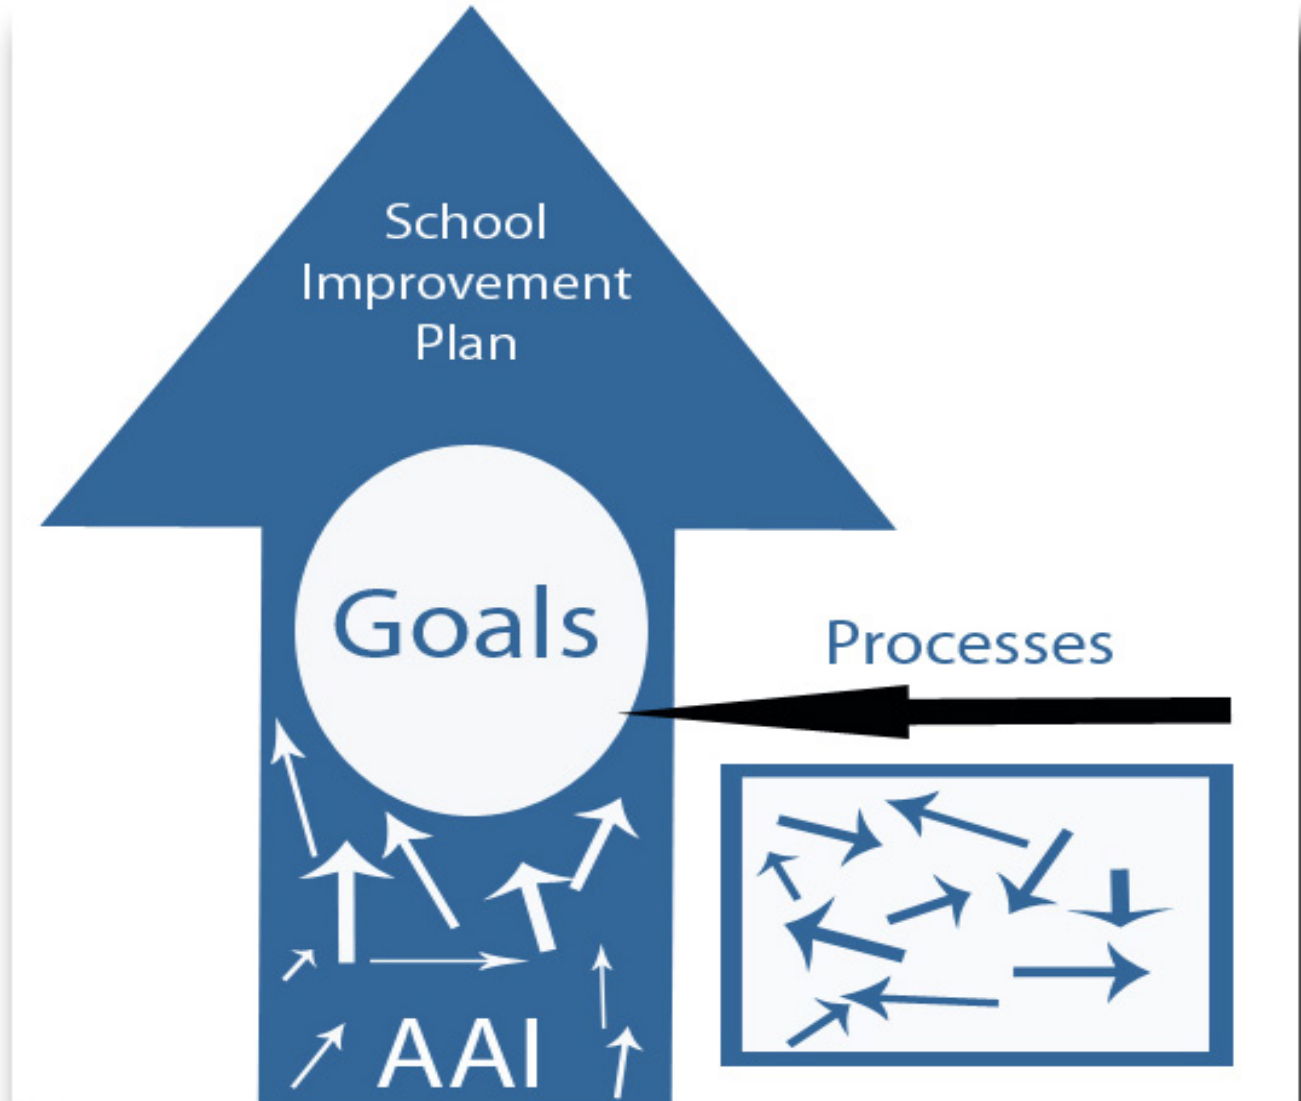 School
Improvement
Plan
Goals
Processes
AAI